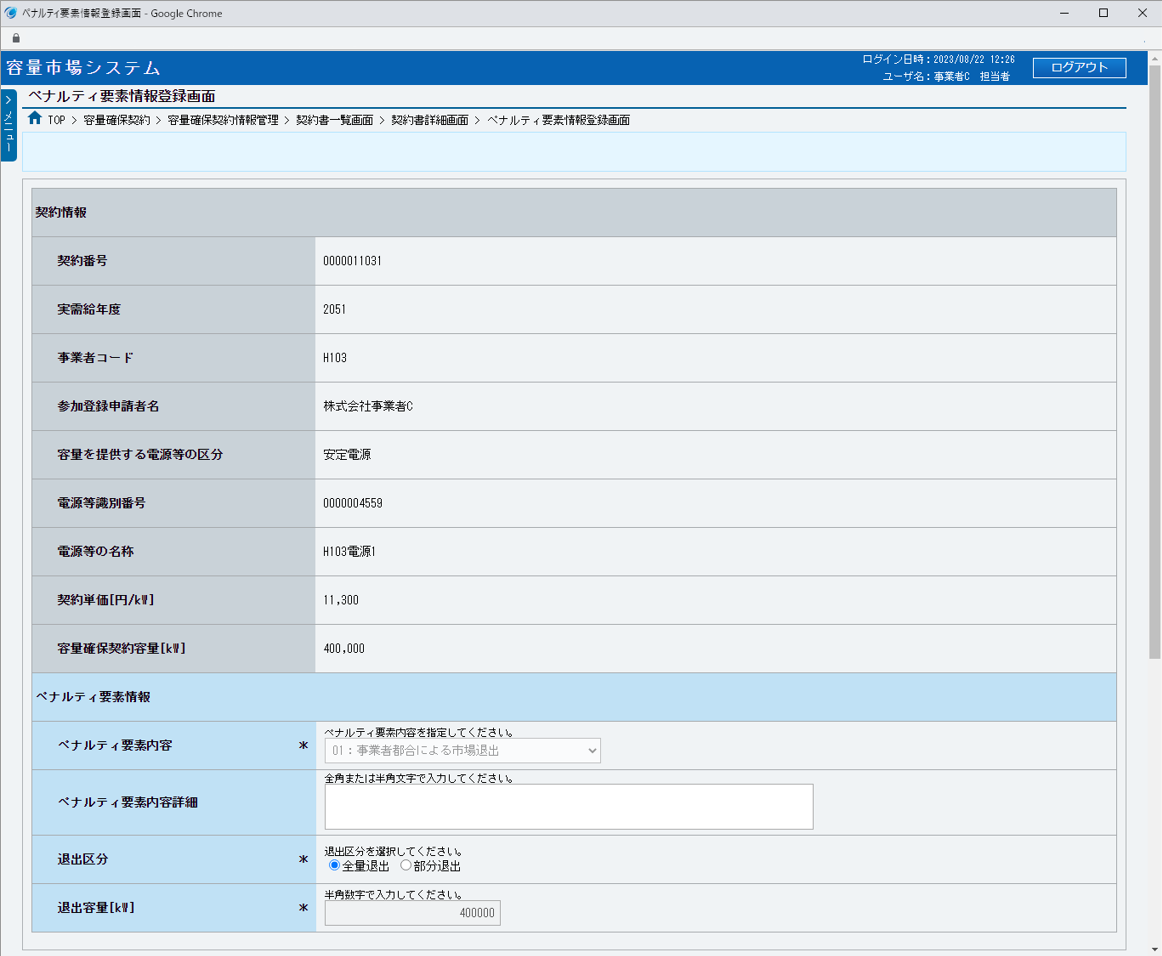 ペナルティ要素情報登録画面 - Google Chrome
容量市場システム
ログイン日時：2023/08/22 12:26
ユーザ名：事業者C 担当者
ログアウト
メニュー
ペナルティ要素情報登録画面
TOP > 容量確保契約 > 容量確保契約情報管理 > 契約書一覧画面 > 契約書詳細画面 > ペナルティ要素情報登録画面
契約情報
契約番号 0000011031
実需給年度 2051
事業者コード H103
参加登録申請者名 株式会社事業者C
容量を提供する電源等の区分 安定電源
電源等識別番号 0000004559
電源等の名称 H103電源1
契約単価[円/kW] 11,300
容量確保契約容量[kW] 400,000
ペナルティ要素情報
ペナルティ要素内容 *
ペナルティ要素内容を指定してください。
01：事業者都合による市場退出
ペナルティ要素内容詳細
全角または半角文字で入力してください。
退出区分 *
退出区分を選択してください。
全量退出 部分退出
退出容量[kW] *
半角数字で入力してください。
400000